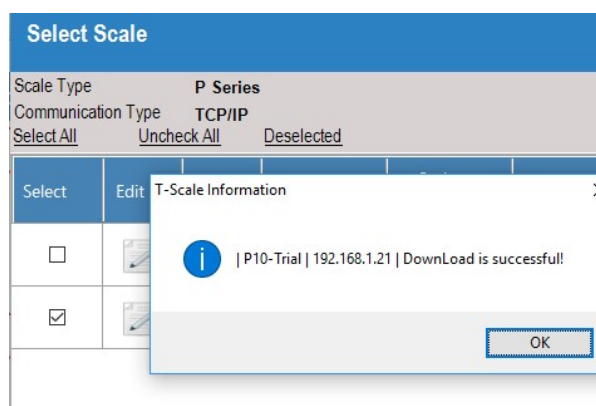 Select Scale
Scale Type P Series
Communication Type TCP/IP
Select All Uncheck All Deselected
Select Edit
T-Scale Information
| P10-Trial | 192.168.1.21 | DownLoad is successful!
OK